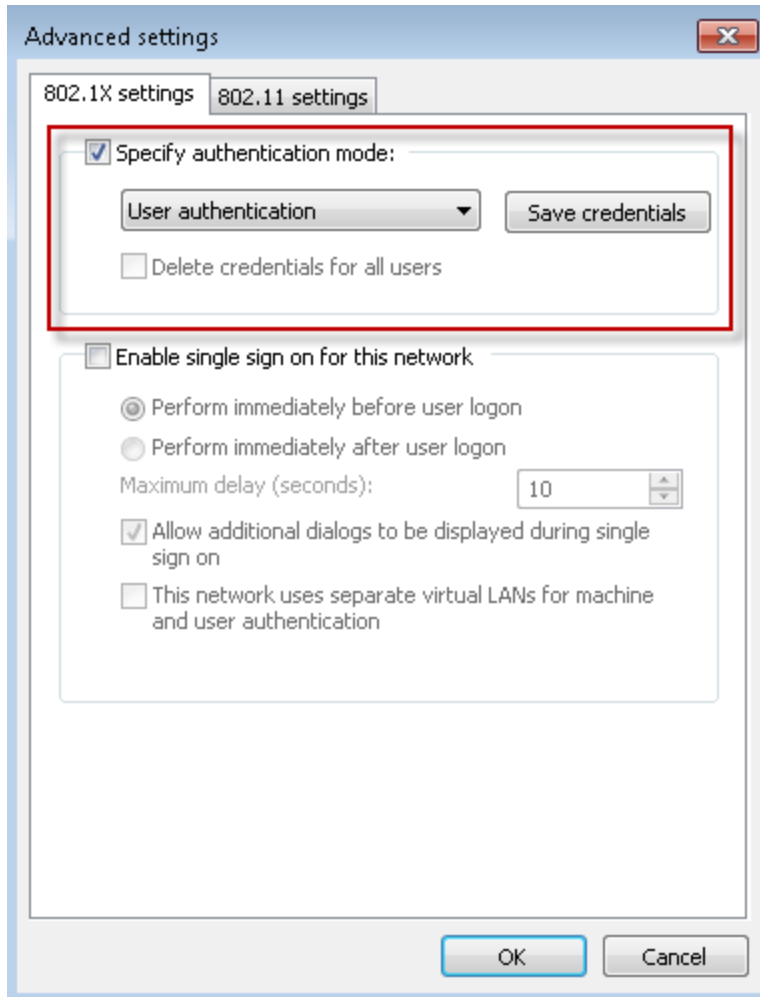 Advanced settings
802.1X settings
802.11 settings
Specify authentication mode:
User authentication
Save credentials
Delete credentials for all users
Enable single sign on for this network
Perform immediately before user logon
Perform immediately after user logon
Maximum delay (seconds):
10
Allow additional dialogs to be displayed during single
sign on
This network uses separate virtual LANs for machine
and user authentication
OK
Cancel